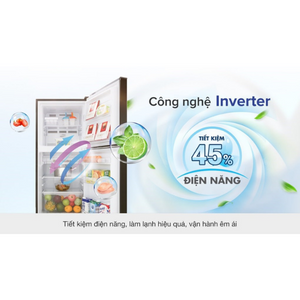 Công nghệ Inverter
TIẾT KIỆM
45%
ĐIỆN NĂNG
Tiết kiệm điện năng, làm lạnh hiệu quả, vận hành êm ái